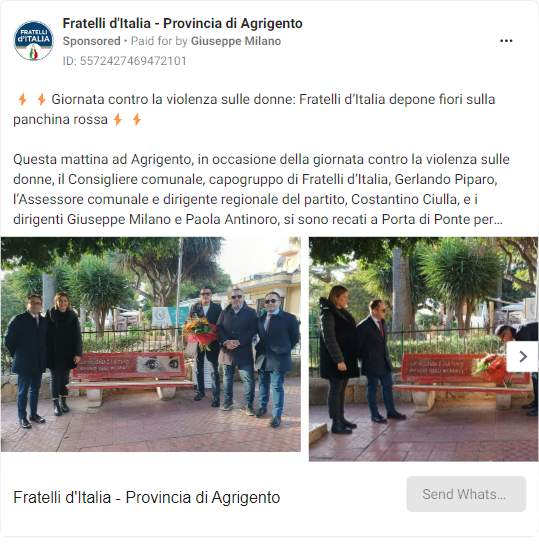 Fratelli d'Italia - Provincia di Agrigento
Sponsored • Paid for by Giuseppe Milano
ID: 5572427469472101
Giornata contro la violenza sulle donne: Fratelli d’Italia depone fiori sulla
panchina rossa
Questa mattina ad Agrigento, in occasione della giornata contro la violenza sulle
donne, il Consigliere comunale, capogruppo di Fratelli d’Italia, Gerlando Piparo,
l’Assessore comunale e dirigente regionale del partito, Costantino Ciulla, e i
dirigenti Giuseppe Milano e Paola Antinoro, si sono recati a Porta di Ponte per...
FRATELLI
d'ITALIA
Fratelli d'Italia - Provincia di Agrigento
Send Whats...